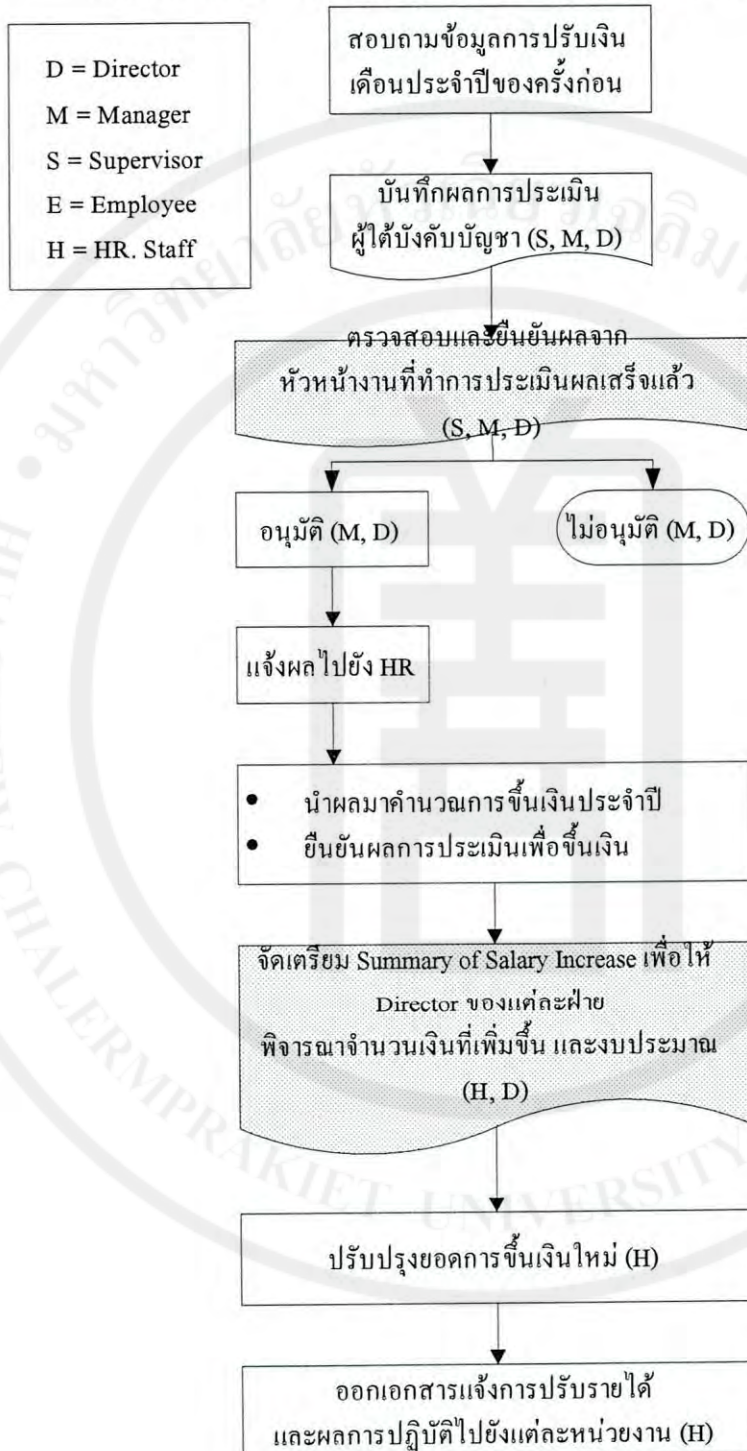 D = Director
M = Manager
S = Supervisor
E = Employee
H = HR. Staff
สอบถามข้อมูลการปรับเงิน
เดือนประจำปีของครั้งก่อน
บันทึกผลการประเมิน
ผู้ใต้บังคับบัญชา (S, M, D)
ตรวจสอบและยืนยันผลจาก
หัวหน้างานที่ทำการประเมินผลเสร็จแล้ว
(S, M, D)
อนุมัติ (M, D)
ไม่อนุมัติ (M, D)
แจ้งผลไปยัง HR
• นำผลมาคำนวณการขึ้นเงินประจำปี
• ยืนยันผลการประเมินเพื่อขึ้นเงิน
จัดเตรียม Summary of Salary Increase เพื่อให้
Director ของแต่ละฝ่าย
พิจารณาจำนวนเงินที่เพิ่มขึ้น และงบประมาณ
(H, D)
ปรับปรุงยอดการขึ้นเงินใหม่ (H)
ออกเอกสารแจ้งการปรับรายได้
และผลการปฏิบัติไปยังแต่ละหน่วยงาน (H)
CHALERMPRAKIET UNIVERSITY